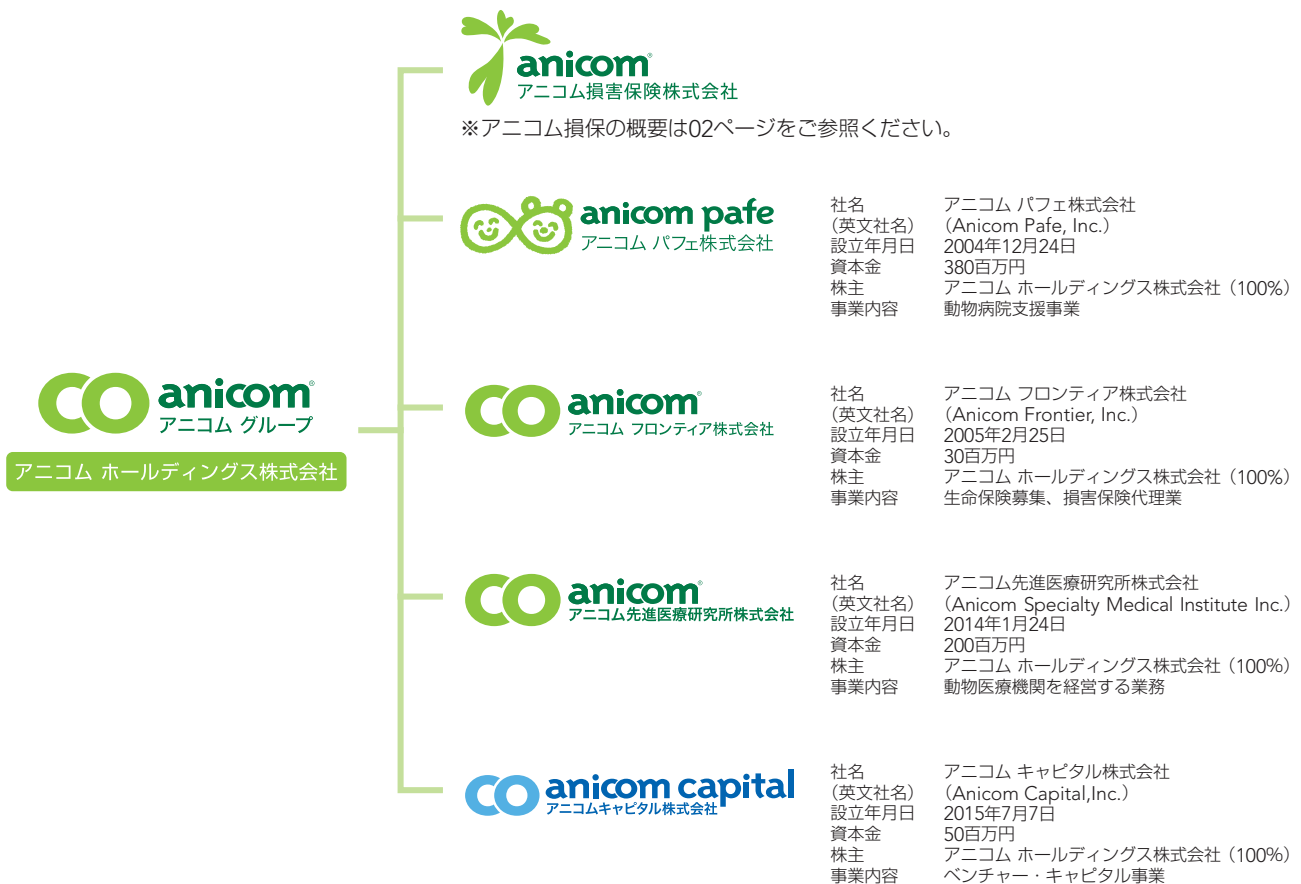 anicom®
アニコム損害保険株式会社
※アニコム損保の概要は02ページをご参照ください。
anicom pafe
アニコム パフェ株式会社
社名 アニコム パフェ株式会社
（英文社名） （Anicom Pafe, Inc.）
設立年月日 2004年12月24日
資本金 380百万円
株主 アニコム ホールディングス株式会社（100%）
事業内容 動物病院支援事業
anicom®
アニコム グループ
アニコム ホールディングス株式会社
anicom®
アニコム フロンティア株式会社
社名 アニコム フロンティア株式会社
（英文社名） （Anicom Frontier, Inc.）
設立年月日 2005年2月25日
資本金 30百万円
株主 アニコム ホールディングス株式会社（100%）
事業内容 生命保険募集、損害保険代理業
anicom®
アニコム先進医療研究所株式会社
社名 アニコム先進医療研究所株式会社
（英文社名） （Anicom Specialty Medical Institute Inc.）
設立年月日 2014年1月24日
資本金 200百万円
株主 アニコム ホールディングス株式会社（100%）
事業内容 動物医療機関を経営する業務
anicom capital
アニコムキャピタル株式会社
社名 アニコム キャピタル株式会社
（英文社名） （Anicom Capital,Inc.）
設立年月日 2015年7月7日
資本金 50百万円
株主 アニコム ホールディングス株式会社（100%）
事業内容 ベンチャー・キャピタル事業